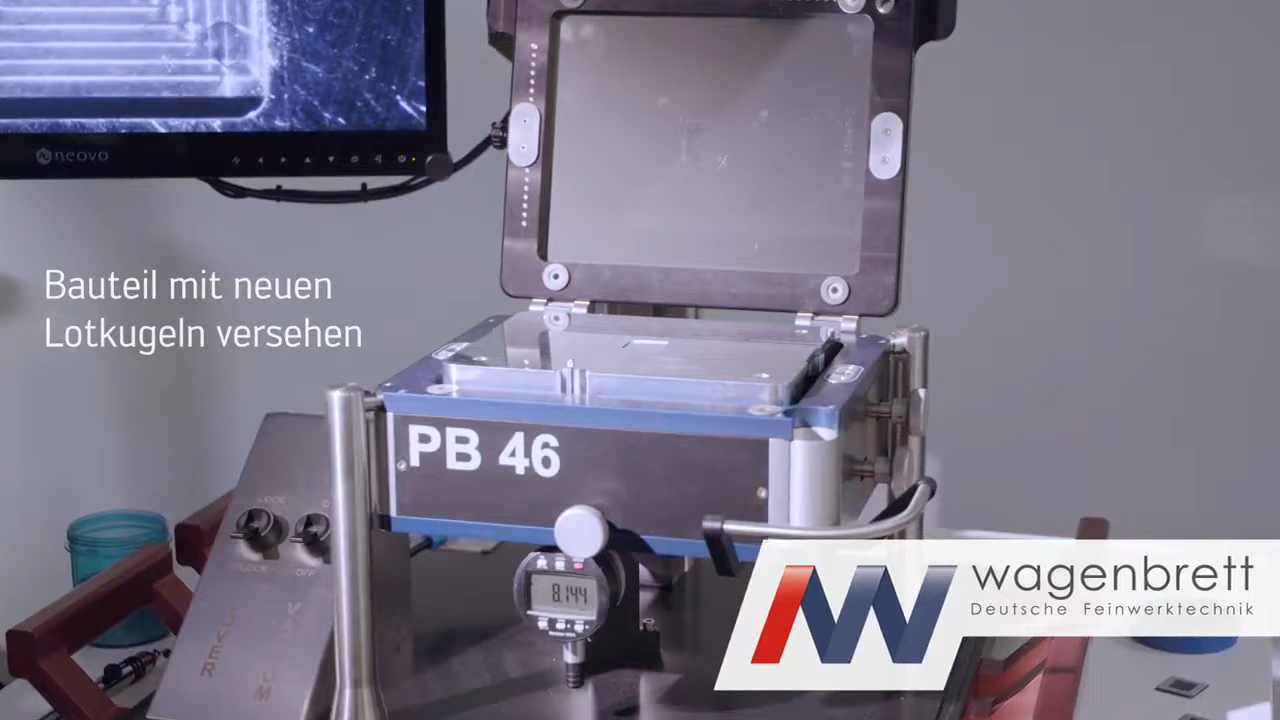 neovo
Bauteil mit neuen
Lotkugeln versehen
PB 46
LOCK
OFF
8.144
wagenbrett
Deutsche Feinwerktechnik